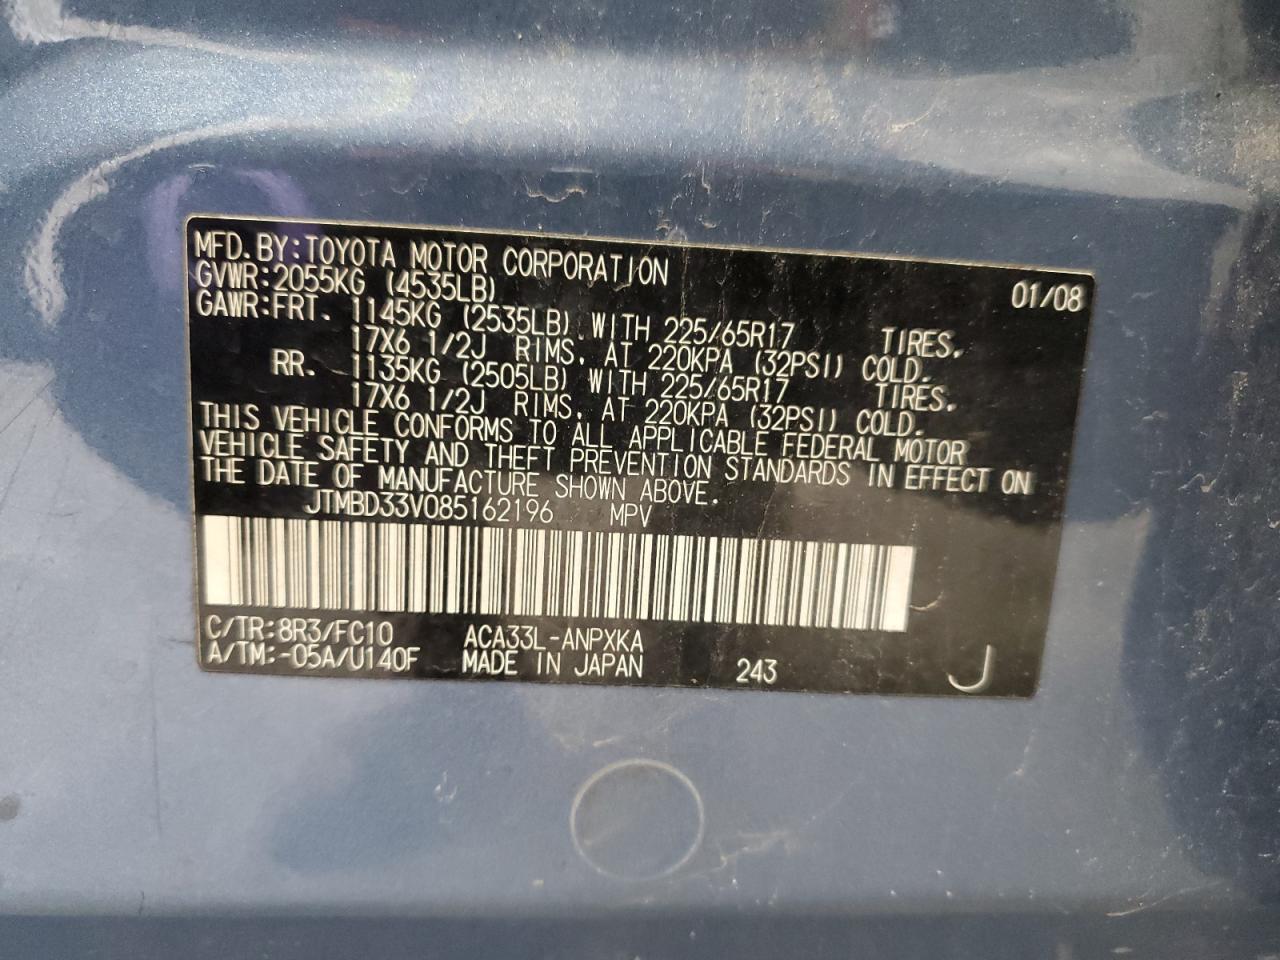 MFD. BY: TOYOTA MOTOR CORPORATION 01/08
GVWR: 2055KG (4535LB)
GAWR: FRT. 1145KG (2535LB) WITH 225/65R17 TIRES,
17X6 1/2J RIMS, AT 220KPA (32PSI) COLD.
RR. 1135KG (2505LB) WITH 225/65R17 TIRES,
17X6 1/2J RIMS, AT 220KPA (32PSI) COLD.
THIS VEHICLE CONFORMS TO ALL APPLICABLE FEDERAL MOTOR
VEHICLE SAFETY AND THEFT PREVENTION STANDARDS IN EFFECT ON
THE DATE OF MANUFACTURE SHOWN ABOVE.
JTMBD33V085162196 MPV
C/TR: 8R3/FC10 ACA33L-ANPXKA
A/TM: -05A/U140F MADE IN JAPAN 243 J